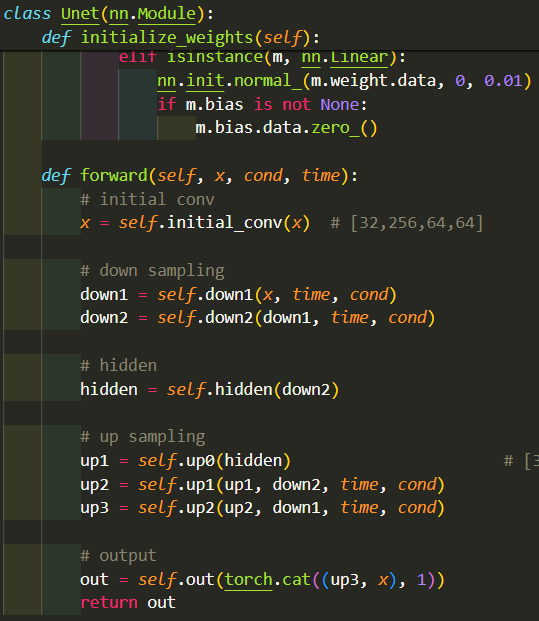 class Unet(nn.Module):
    def initialize_weights(self):
            elif isinstance(m, nn.Linear):
                nn.init.normal_(m.weight.data, 0, 0.01)
                if m.bias is not None:
                    m.bias.data.zero_()
    def forward(self, x, cond, time):
        # initial conv
        x = self.initial_conv(x)  # [32,256,64,64]
        # down sampling
        down1 = self.down1(x, time, cond)
        down2 = self.down2(down1, time, cond)
        # hidden
        hidden = self.hidden(down2)
        # up sampling
        up1 = self.up0(hidden)                      # [3
        up2 = self.up1(up1, down2, time, cond)
        up3 = self.up2(up2, down1, time, cond)
        # output
        out = self.out(torch.cat((up3, x), 1))
        return out